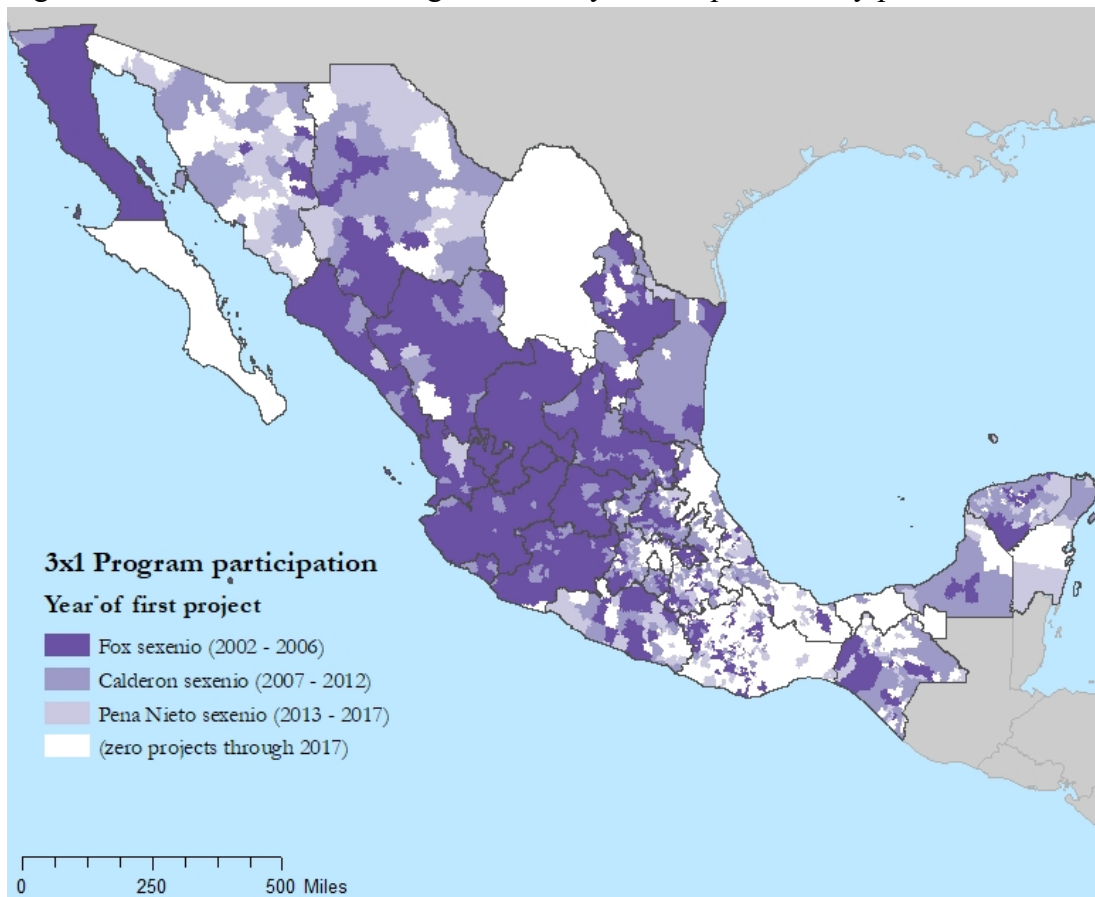 3x1 Program participation
Year of first project
Fox sexenio (2002 - 2006)
Calderon sexenio (2007 - 2012)
Pena Nieto sexenio (2013 - 2017)
(zero projects through 2017)
0 250 500 Miles